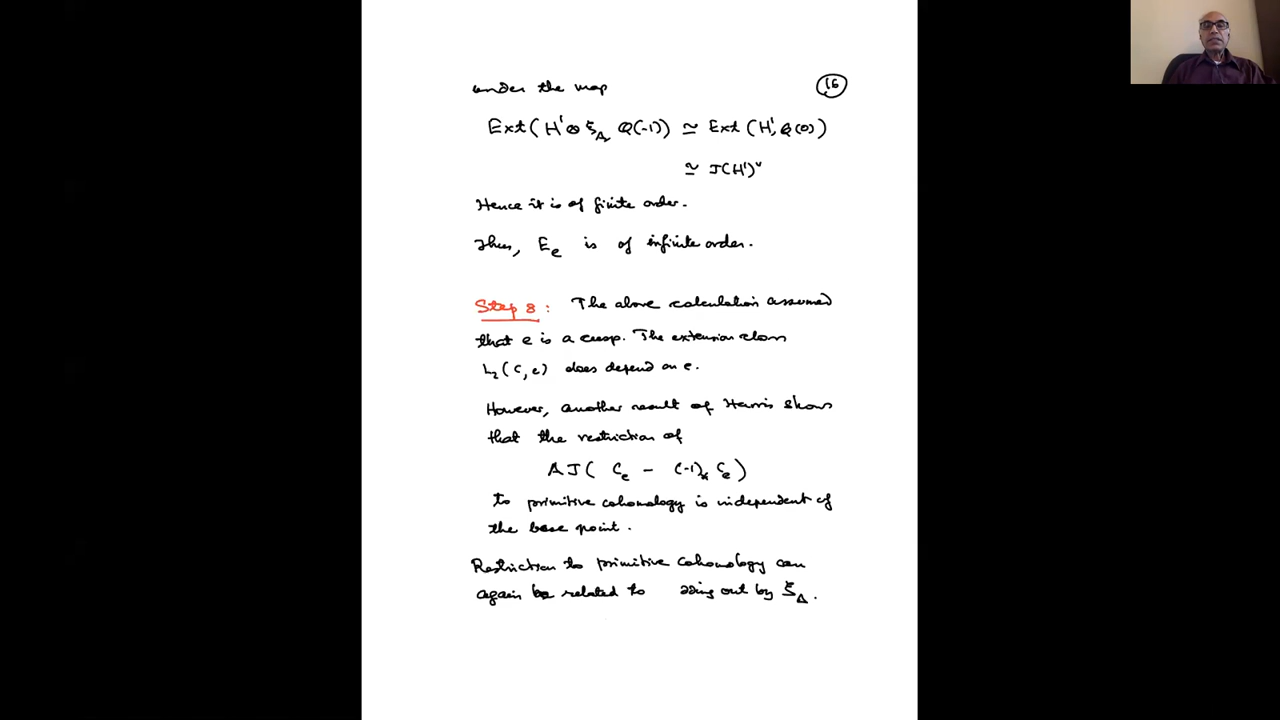 under the map
16
Ext( H¹ ⊗ ξ_Δ, Q(-1)) ≃ Ext (H¹, Q(0))
≃ J(H¹)^∨
Hence it is of finite order.
Thus, E_e is of infinite order.
Step 8: The above calculation assumed
that e is a cusp. The extension class
L₂(C, e) does depend on e.
However, another result of Harris shows
that the restriction of
AJ( C_e - (-1)_* C_e )
to primitive cohomology is independent of
the base point.
Restriction to primitive cohomology can
again be related to out by ξ_Δ.